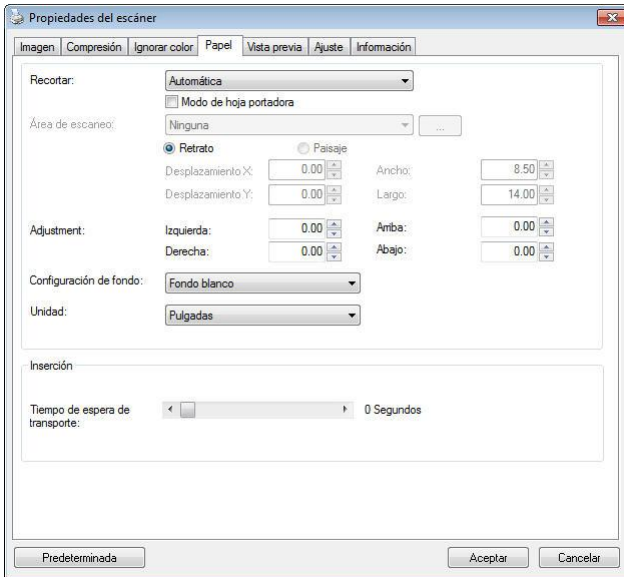 Propiedades del escáner
Imagen Compresión Ignorar color Papel Vista previa Ajuste Información
Recortar: Automática
Modo de hoja portadora
Área de escaneo: Ninguna ...
Retrato Paisaje
Desplazamiento X: 0.00 Ancho: 8.50
Desplazamiento Y: 0.00 Largo: 14.00
Adjustment: Izquierda: 0.00 Arriba: 0.00
Derecha: 0.00 Abajo: 0.00
Configuración de fondo: Fondo blanco
Unidad: Pulgadas
Inserción
Tiempo de espera de 0 Segundos
transporte:
Predeterminada Aceptar Cancelar